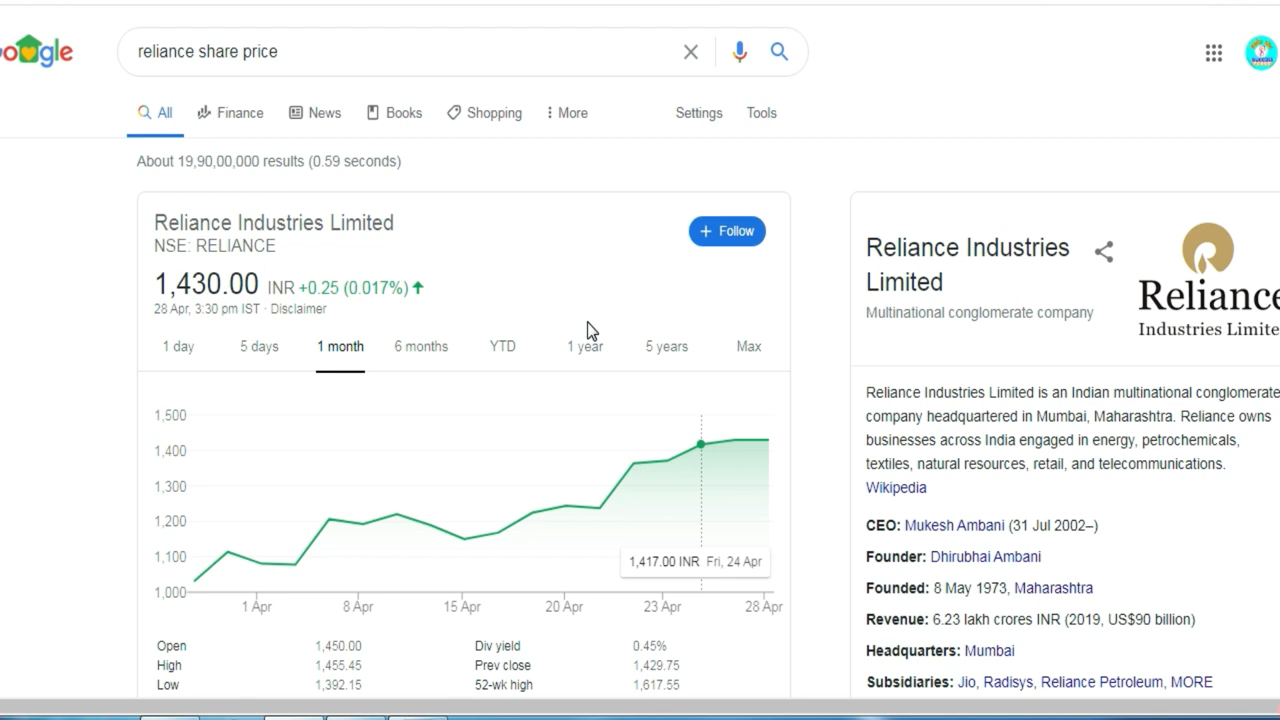 oogle
reliance share price
All Finance News Books Shopping More Settings Tools
About 19,90,00,000 results (0.59 seconds)
Reliance Industries Limited
NSE: RELIANCE
+ Follow
1,430.00 INR +0.25 (0.017%)
28 Apr, 3:30 pm IST · Disclaimer
1 day 5 days 1 month 6 months YTD 1 year 5 years Max
1,500
1,400
1,300
1,200
1,100
1,000
1,417.00 INR Fri, 24 Apr
1 Apr 8 Apr 15 Apr 20 Apr 23 Apr 28 Apr
Open 1,450.00 Div yield 0.45%
High 1,455.45 Prev close 1,429.75
Low 1,392.15 52-wk high 1,617.55
Reliance Industries
Limited
Multinational conglomerate company
Reliance
Industries Limite
Reliance Industries Limited is an Indian multinational conglomerate
company headquartered in Mumbai, Maharashtra. Reliance owns
businesses across India engaged in energy, petrochemicals,
textiles, natural resources, retail, and telecommunications.
Wikipedia
CEO: Mukesh Ambani (31 Jul 2002–)
Founder: Dhirubhai Ambani
Founded: 8 May 1973, Maharashtra
Revenue: 6.23 lakh crores INR (2019, US$90 billion)
Headquarters: Mumbai
Subsidiaries: Jio, Radisys, Reliance Petroleum, MORE